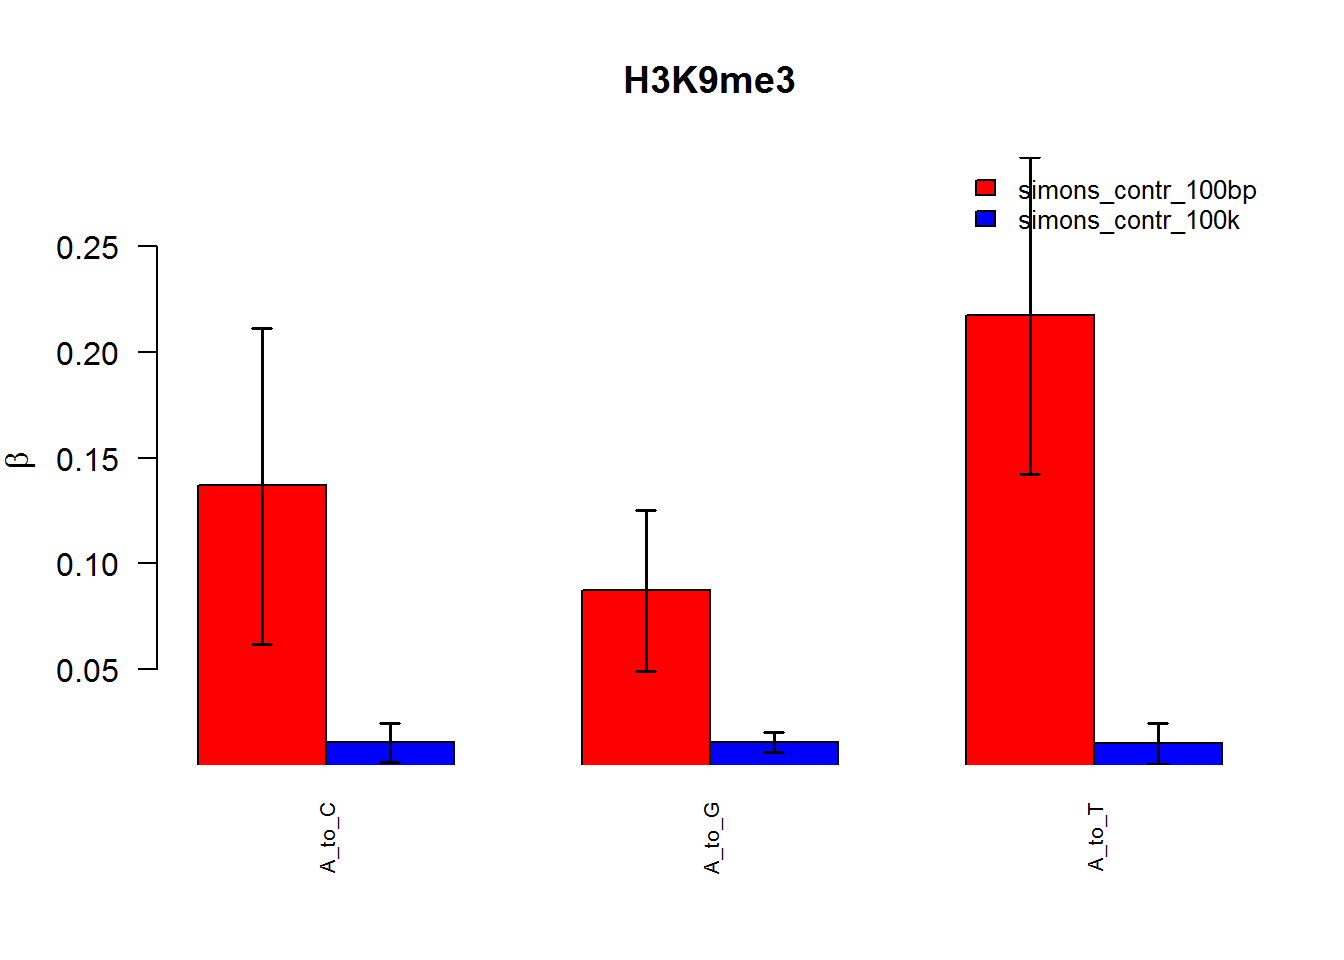 H3K9me3
simons_contr_100bp
simons_contr_100k
0.25
0.20
0.15
0.10
0.05
β
A_to_C
A_to_G
A_to_T